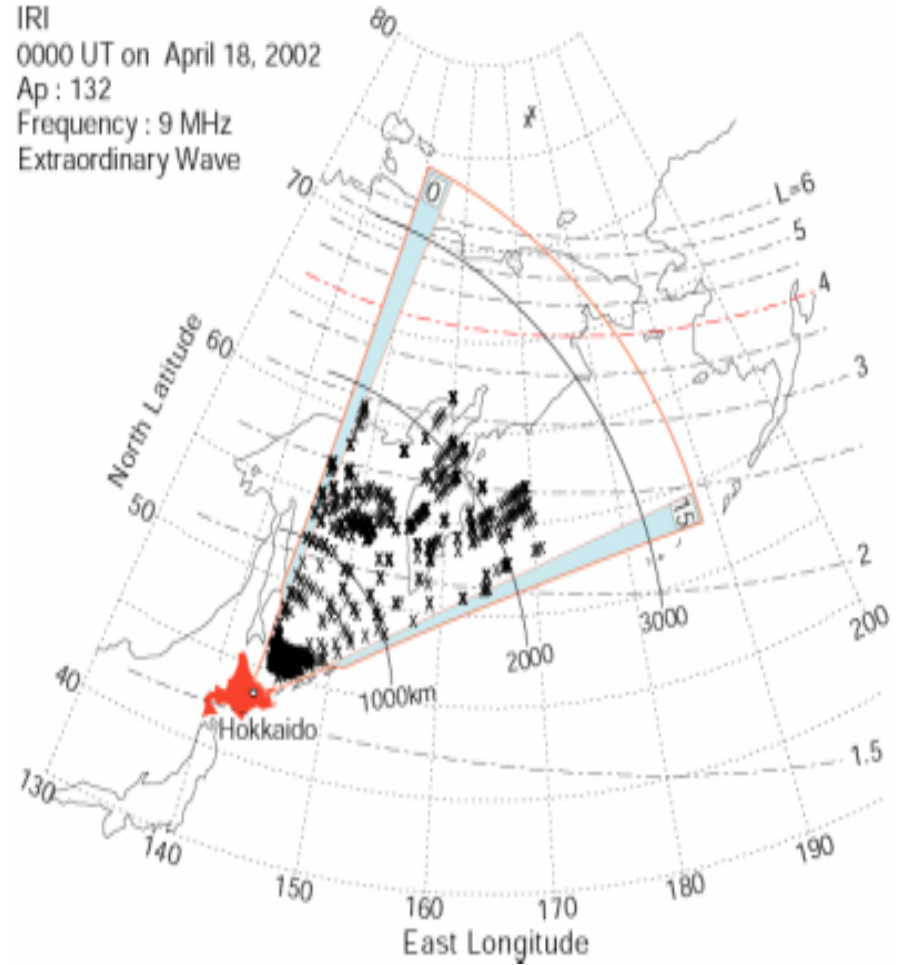 IRI
0000 UT on April 18, 2002
Ap : 132
Frequency : 9 MHz
Extraordinary Wave
80
70
60
50
40
130
North Latitude
0
L=6
5
4
3
2
1.5
15
3000
2000
1000km
Hokkaido
200
190
180
170
160
150
140
East Longitude